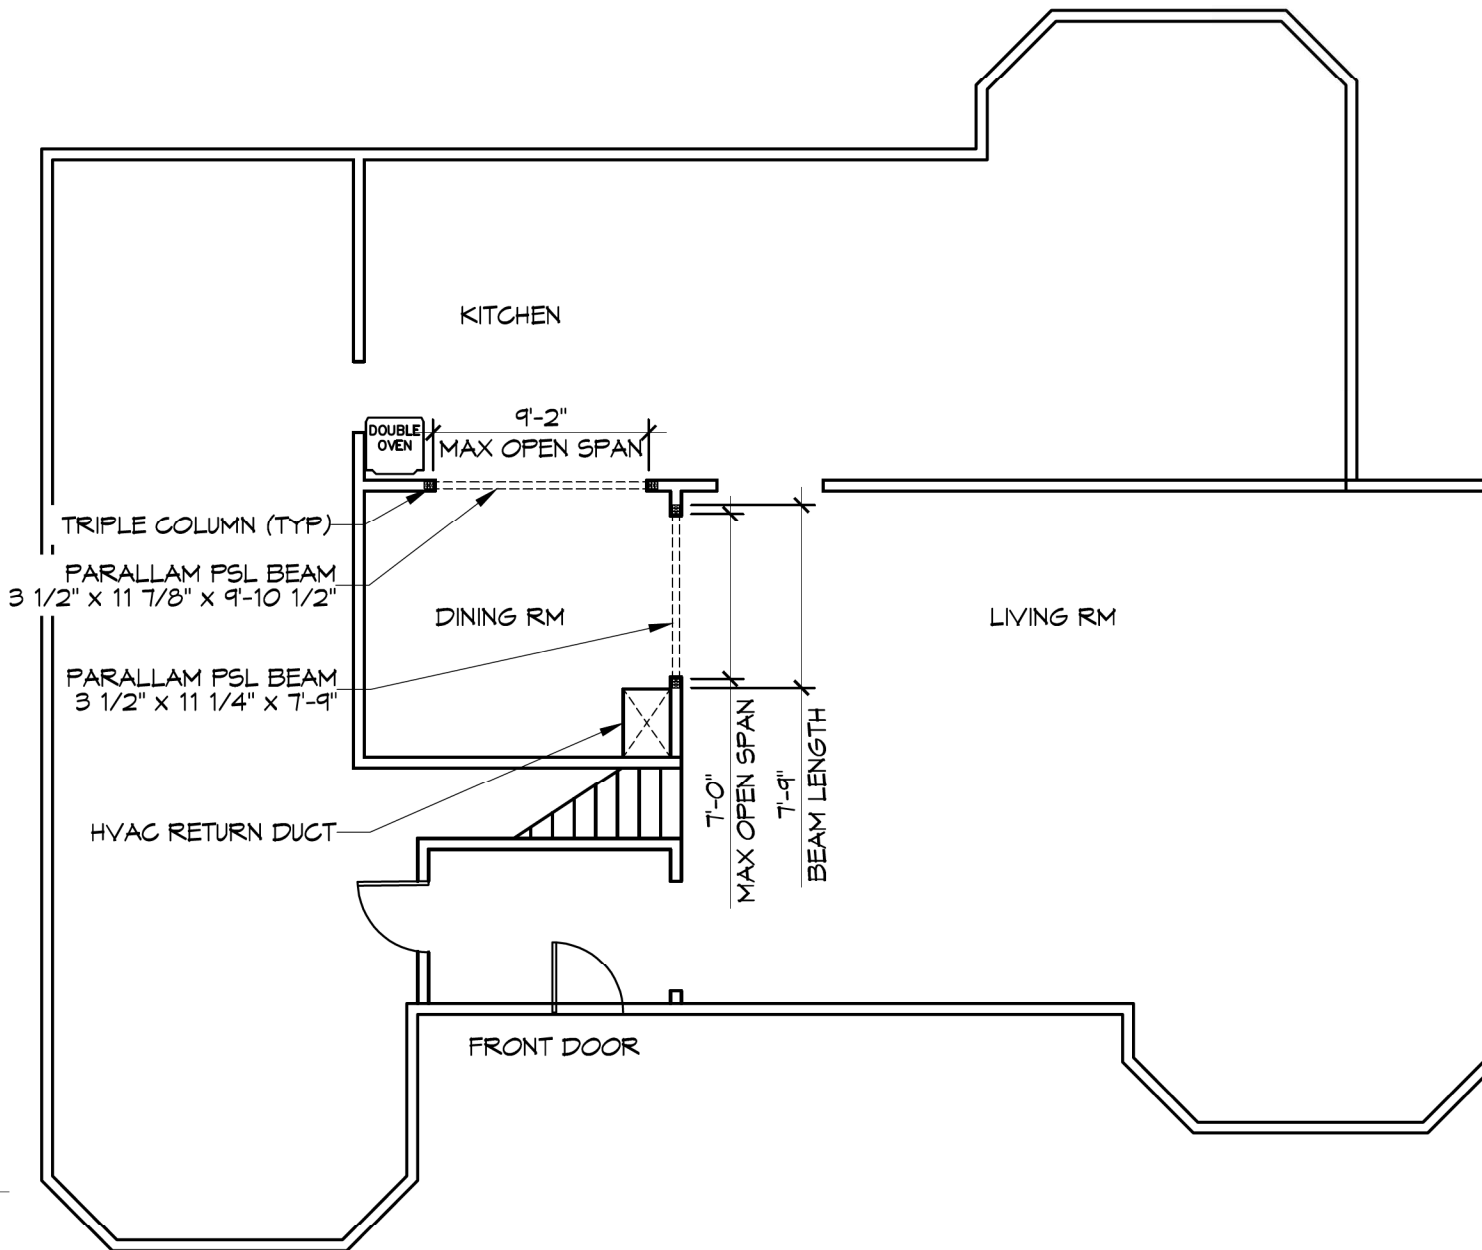 KITCHEN
9'-2"
MAX OPEN SPAN
DOUBLE
OVEN
TRIPLE COLUMN (TYP)
PARALLAM PSL BEAM
3 1/2" x 11 7/8" x 9'-10 1/2"
DINING RM
LIVING RM
PARALLAM PSL BEAM
3 1/2" x 11 1/4" x 7'-9"
7'-0"
MAX OPEN SPAN
7'-9"
BEAM LENGTH
HVAC RETURN DUCT
FRONT DOOR